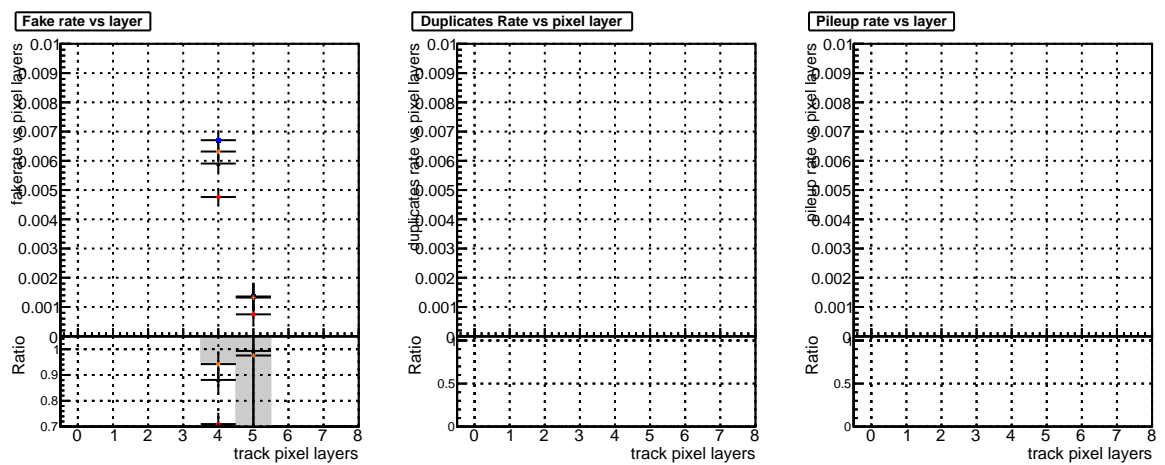 Fake rate vs layer
fakerate vs pixel layers
0.01
0.009
0.008
0.007
0.006
0.005
0.004
0.003
0.002
0.001
0
Ratio
1
0.9
0.8
0.7
0 1 2 3 4 5 6 7 8
track pixel layers
Duplicates Rate vs pixel layer
duplicates rate vs pixel layers
0.01
0.009
0.008
0.007
0.006
0.005
0.004
0.003
0.002
0.001
0
Ratio
1
0.5
0
0 1 2 3 4 5 6 7 8
track pixel layers
Pileup rate vs layer
pileup rate vs pixel layers
0.01
0.009
0.008
0.007
0.006
0.005
0.004
0.003
0.002
0.001
0
Ratio
1
0.5
0
0 1 2 3 4 5 6 7 8
track pixel layers